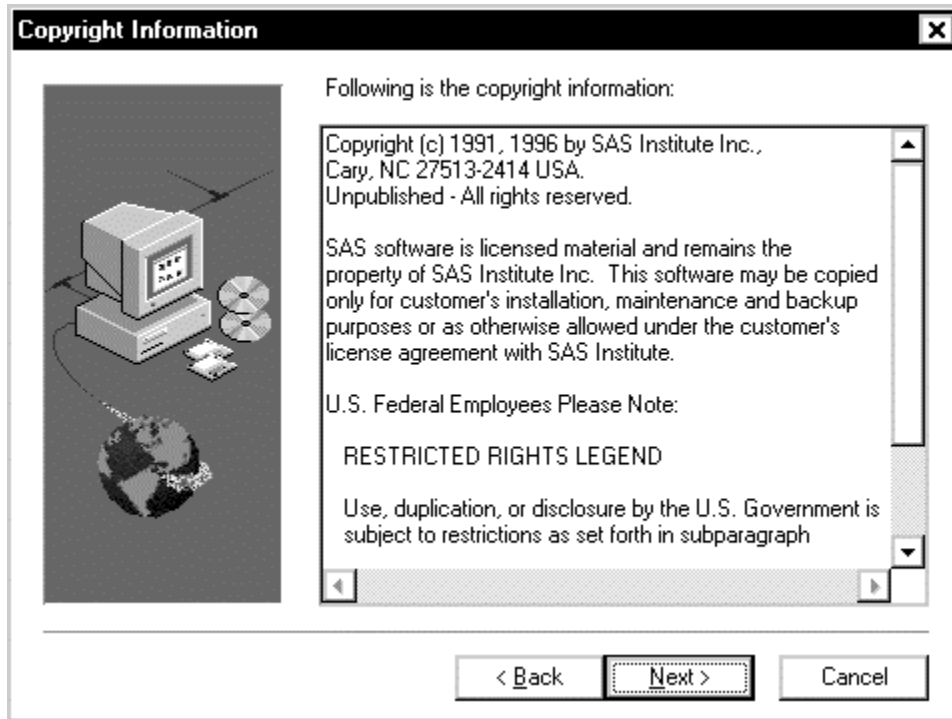 Copyright Information
Following is the copyright information:
Copyright (c) 1991, 1996 by SAS Institute Inc.,
Cary, NC 27513-2414 USA.
Unpublished - All rights reserved.
SAS software is licensed material and remains the
property of SAS Institute Inc.  This software may be copied
only for customer's installation, maintenance and backup
purposes or as otherwise allowed under the customer's
license agreement with SAS Institute.
U.S. Federal Employees Please Note:
RESTRICTED RIGHTS LEGEND
Use, duplication, or disclosure by the U.S. Government is
subject to restrictions as set forth in subparagraph
< Back Next > Cancel